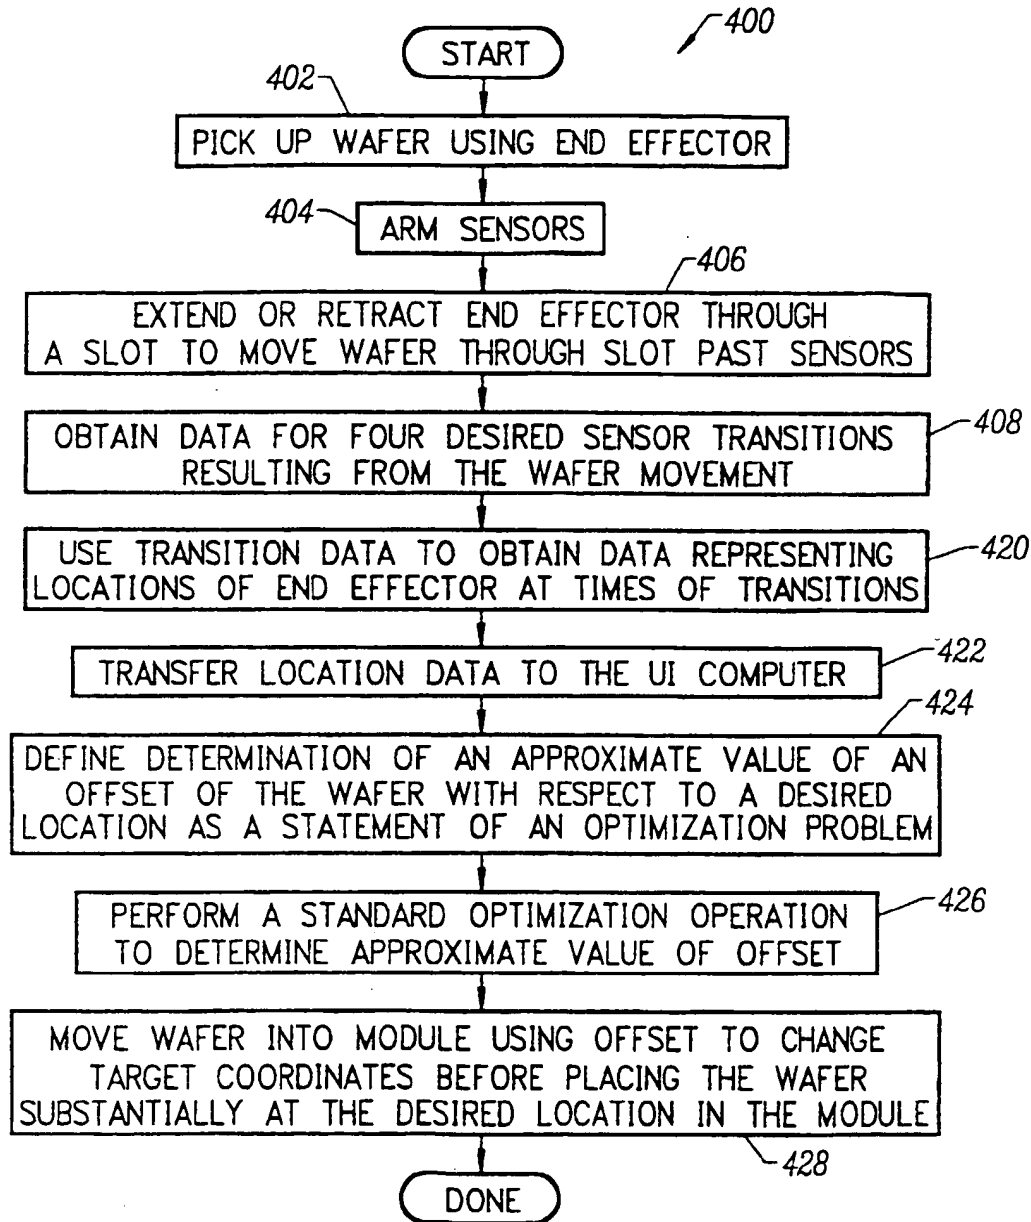 400
START
402
PICK UP WAFER USING END EFFECTOR
404
ARM SENSORS
406
EXTEND OR RETRACT END EFFECTOR THROUGH
A SLOT TO MOVE WAFER THROUGH SLOT PAST SENSORS
OBTAIN DATA FOR FOUR DESIRED SENSOR TRANSITIONS
RESULTING FROM THE WAFER MOVEMENT
408
USE TRANSITION DATA TO OBTAIN DATA REPRESENTING
LOCATIONS OF END EFFECTOR AT TIMES OF TRANSITIONS
420
TRANSFER LOCATION DATA TO THE UI COMPUTER
422
424
DEFINE DETERMINATION OF AN APPROXIMATE VALUE OF AN
OFFSET OF THE WAFER WITH RESPECT TO A DESIRED
LOCATION AS A STATEMENT OF AN OPTIMIZATION PROBLEM
PERFORM A STANDARD OPTIMIZATION OPERATION
TO DETERMINE APPROXIMATE VALUE OF OFFSET
426
MOVE WAFER INTO MODULE USING OFFSET TO CHANGE
TARGET COORDINATES BEFORE PLACING THE WAFER
SUBSTANTIALLY AT THE DESIRED LOCATION IN THE MODULE
428
DONE